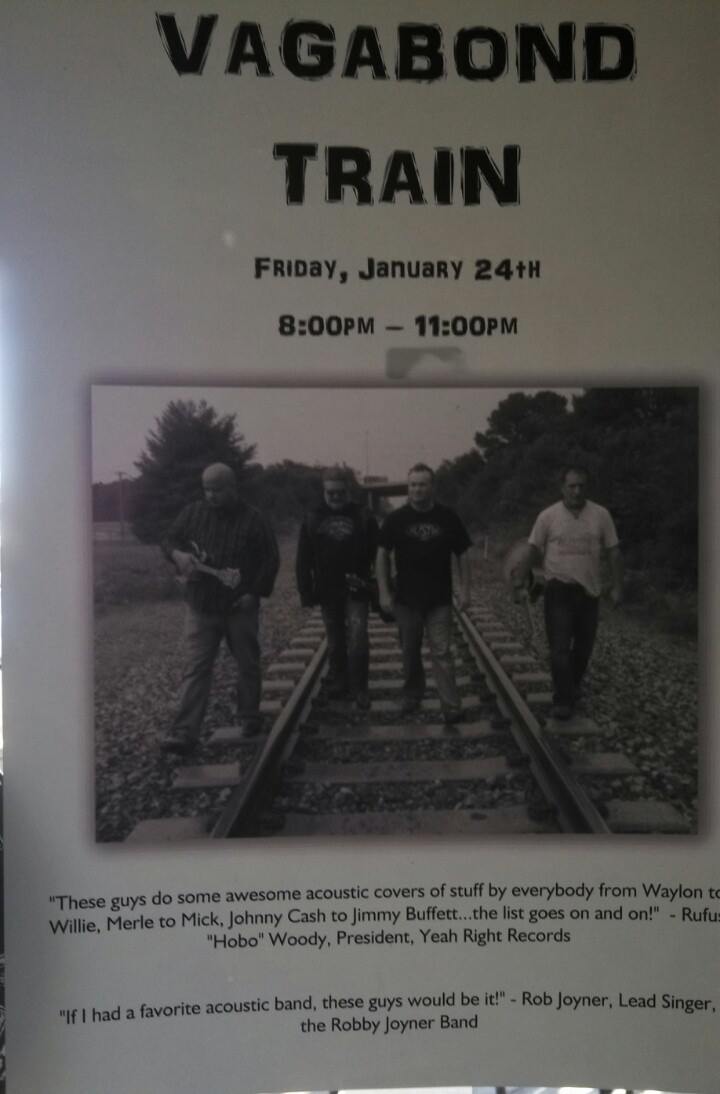 VAGABOND
TRAIN
Friday, January 24th
8:00PM – 11:00PM
"These guys do some awesome acoustic covers of stuff by everybody from Waylon to
Willie, Merle to Mick, Johnny Cash to Jimmy Buffett...the list goes on and on!" - Rufus
"Hobo" Woody, President, Yeah Right Records
"If I had a favorite acoustic band, these guys would be it!" - Rob Joyner, Lead Singer,
the Robby Joyner Band